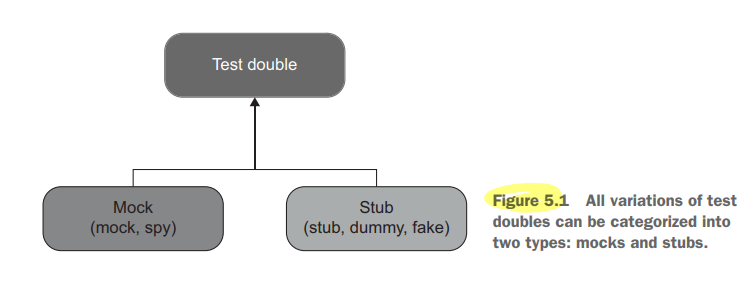 Test double
Mock
(mock, spy)
Stub
(stub, dummy, fake)
Figure 5.1 All variations of test
doubles can be categorized into
two types: mocks and stubs.